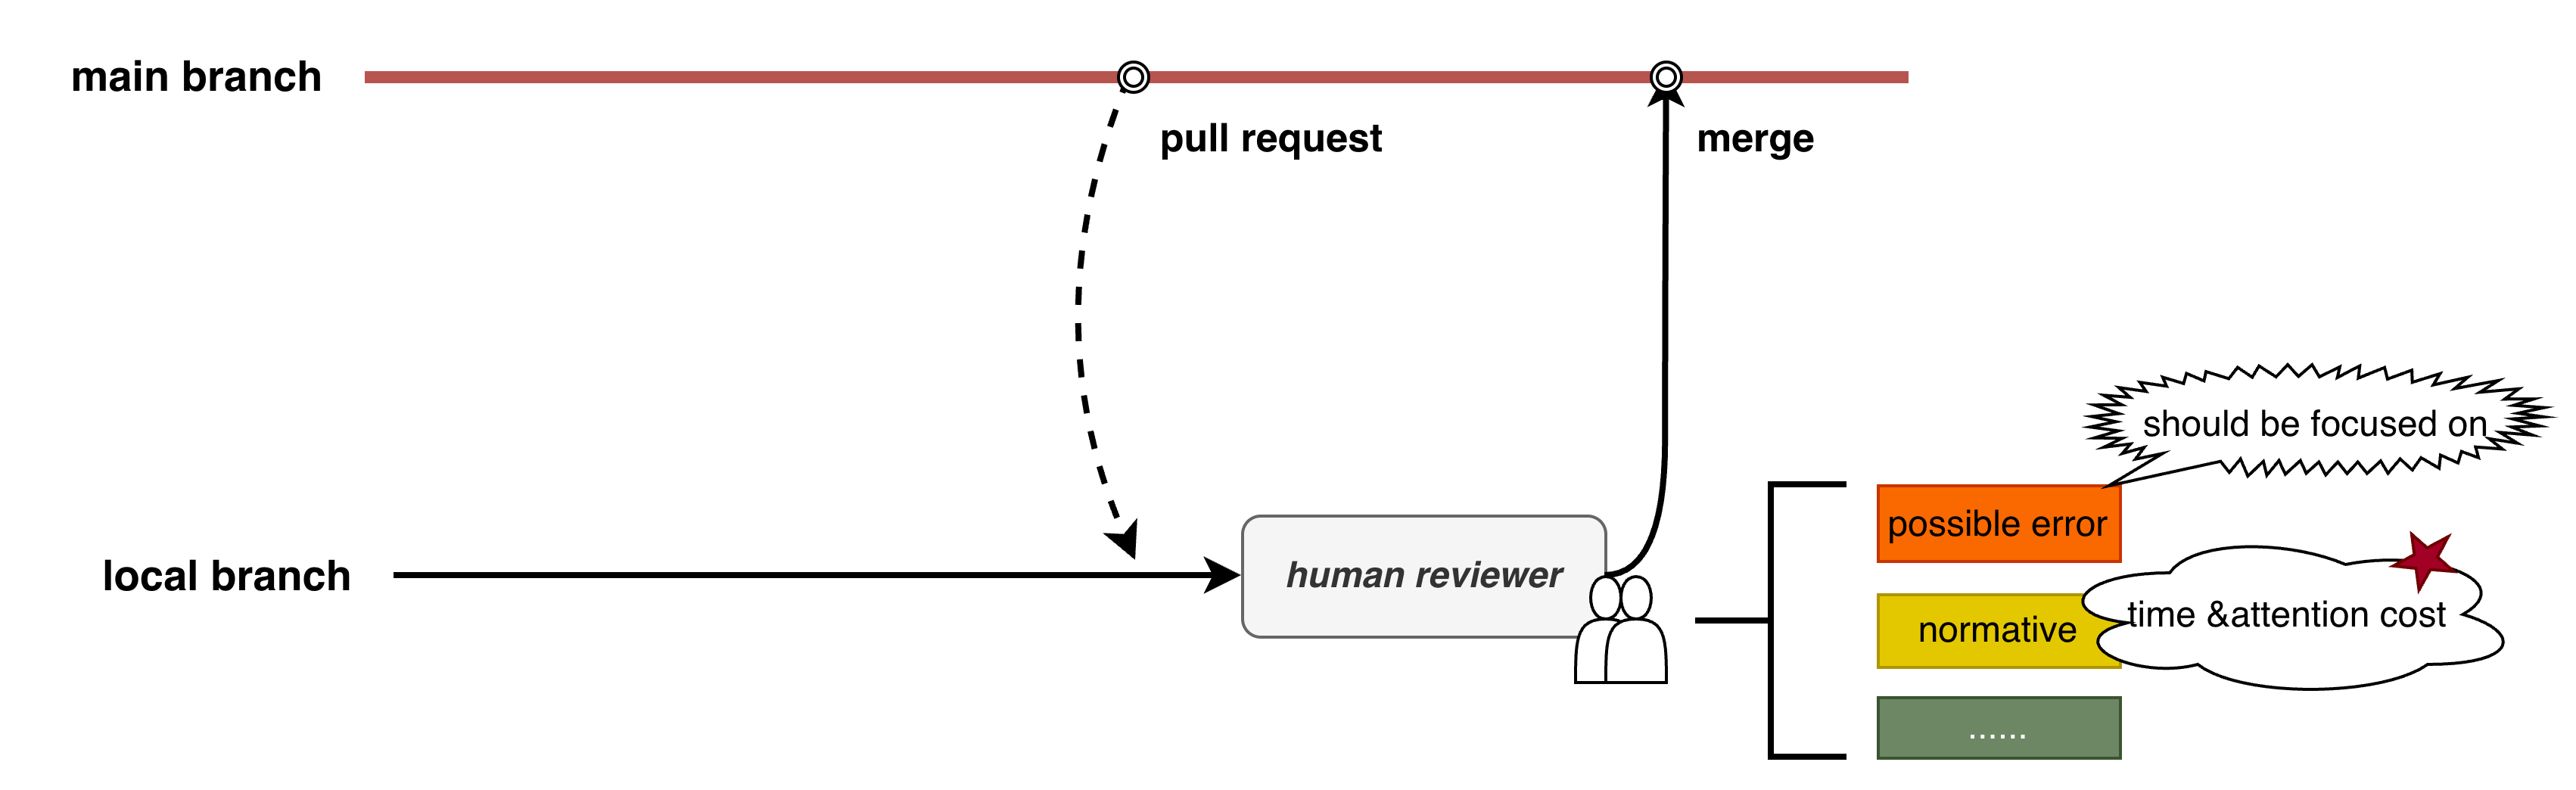 main branch
pull request
merge
should be focused on
possible error
local branch
human reviewer
time &attention cost
normative
......